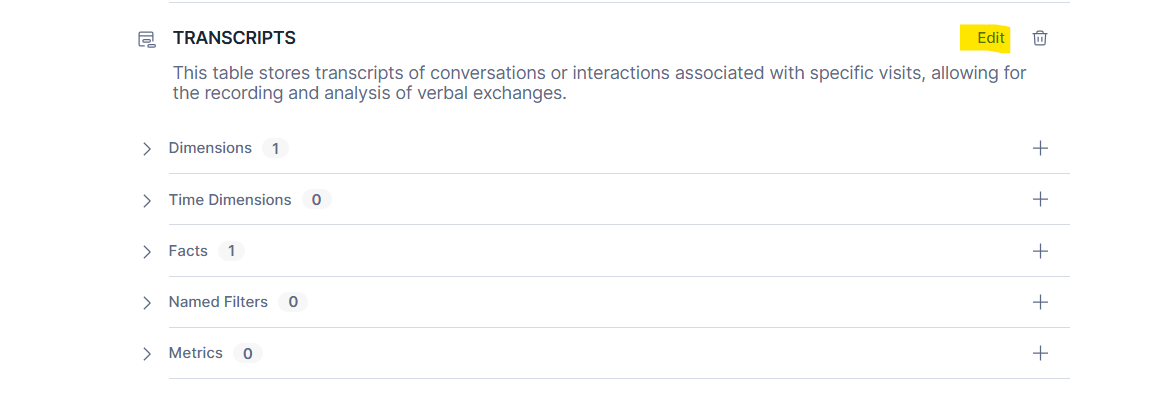 TRANSCRIPTS
Edit
This table stores transcripts of conversations or interactions associated with specific visits, allowing for
the recording and analysis of verbal exchanges.
Dimensions 1
Time Dimensions 0
Facts 1
Named Filters 0
Metrics 0